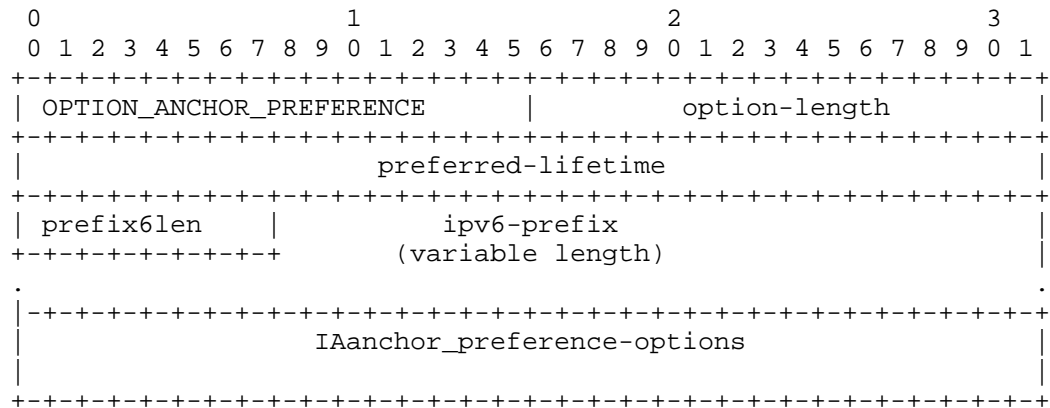 0                   1                   2                   3
 0 1 2 3 4 5 6 7 8 9 0 1 2 3 4 5 6 7 8 9 0 1 2 3 4 5 6 7 8 9 0 1
+-+-+-+-+-+-+-+-+-+-+-+-+-+-+-+-+-+-+-+-+-+-+-+-+-+-+-+-+-+-+-+-+
| OPTION_ANCHOR_PREFERENCE      |         option-length         |
+-+-+-+-+-+-+-+-+-+-+-+-+-+-+-+-+-+-+-+-+-+-+-+-+-+-+-+-+-+-+-+-+
|                      preferred-lifetime                       |
+-+-+-+-+-+-+-+-+-+-+-+-+-+-+-+-+-+-+-+-+-+-+-+-+-+-+-+-+-+-+-+-+
| prefix6len    |          ipv6-prefix                          |
+-+-+-+-+-+-+-+-+       (variable length)                       |
.                                                               .
|-+-+-+-+-+-+-+-+-+-+-+-+-+-+-+-+-+-+-+-+-+-+-+-+-+-+-+-+-+-+-+-+
|                  IAanchor_preference-options                  |
|                                                               |
+-+-+-+-+-+-+-+-+-+-+-+-+-+-+-+-+-+-+-+-+-+-+-+-+-+-+-+-+-+-+-+-+